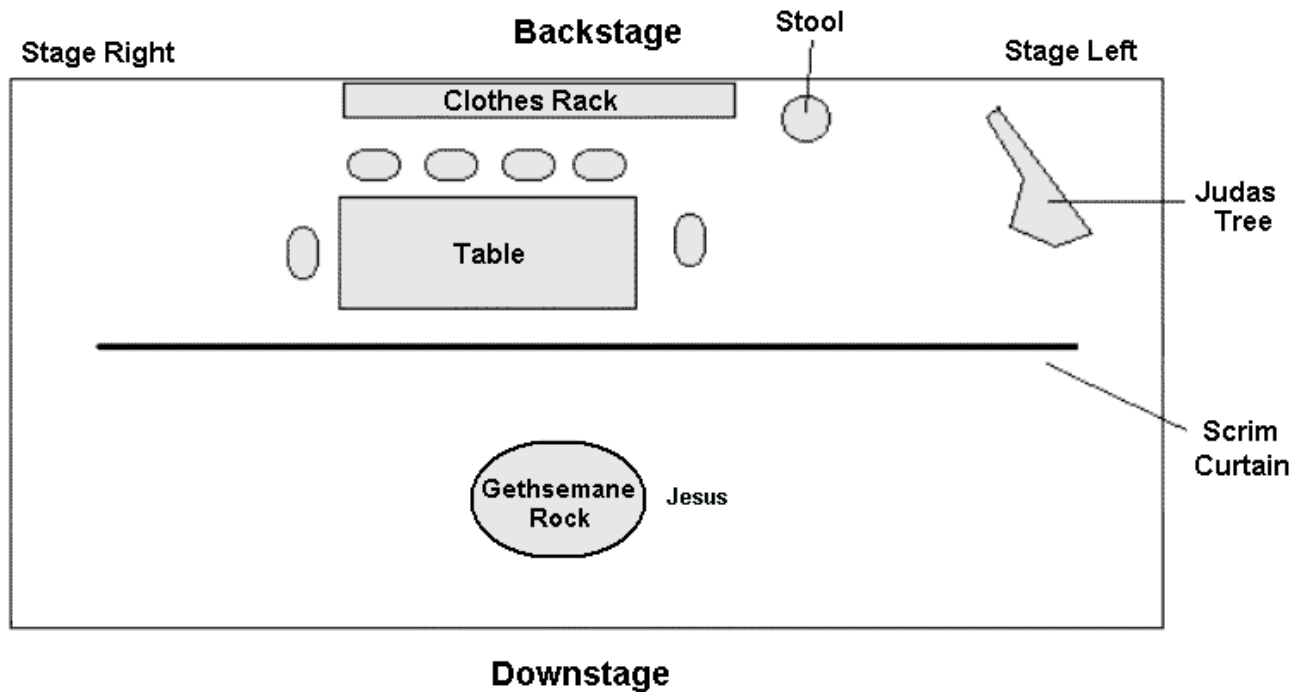 Stage Right
Backstage
Stool
Stage Left
Clothes Rack
Judas
Tree
Table
Scrim
Curtain
Gethsemane
Rock
Jesus
Downstage